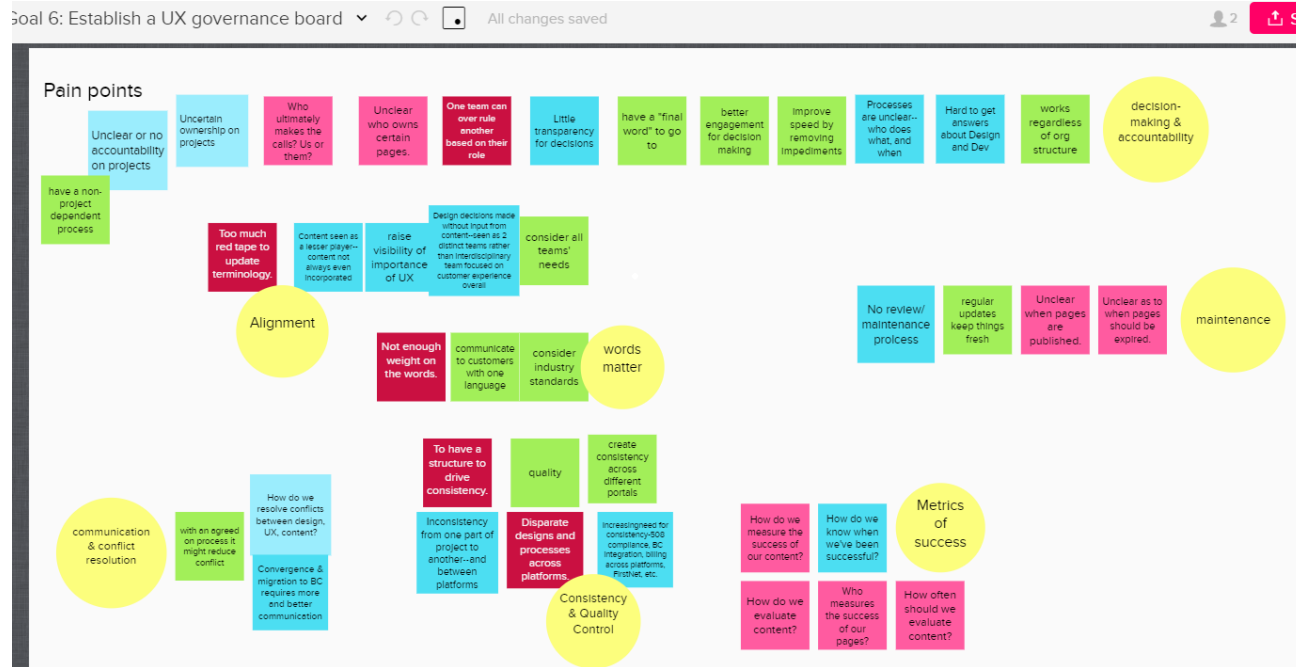 Goal 6: Establish a UX governance board
All changes saved
2
S
Pain points
Unclear or no
accountability
on projects
Uncertain
ownership on
projects
Who
ultimately
makes the
calls? Us or
them?
Unclear
who owns
certain
pages.
One team can
over rule
another
based on their
role
Little
transparency
for decisions
have a "final
word" to go
to
better
engagement
for decision
making
Improve
speed by
removing
impediments
Processes
are unclear--
who does
what, and
when
Hard to get
answers
about Design
and Dev
works
regardless
of org
structure
decision-
making &
accountability
have a non-
project
dependent
process
Too much
red tape to
update
terminology.
Content seen as
a lesser player--
content not
always even
incorporated
raise
visibility of
importance
of UX
Design decisions made
without input from
content--seen as 2
distinct teams rather
than interdisciplinary
team focused on
customer experience
overall
consider all
teams'
needs
Alignment
No review/
maintenance
prolcess
regular
updates
keep things
fresh
Unclear
when pages
are
published.
Unclear as to
when pages
should be
expired.
maintenance
Not enough
weight on
the words.
communicate
to customers
with one
language
consider
industry
standards
words
matter
communication
& conflict
resolution
with an agreed
on process it
might reduce
conflict
How do we
resolve conflicts
between design,
UX, content?
Convergence &
migration to BC
requires more
and better
communication
To have a
structure to
drive
consistency.
quality
create
consistency
across
different
portals
Inconsistency
from one part of
project to
another--and
between
platforms
Disparate
designs and
processes
across
platforms.
Increasingneed for
consistency-508
compliance, BC
integration, billing
across platforms,
FirstNet, etc.
Consistency
& Quality
Control
How do we
measure the
success of
our content?
How do we
know when
we've been
successful?
Metrics
of
success
How do we
evaluate
content?
Who
measures
the success
of our
pages?
How often
should we
evaluate
content?